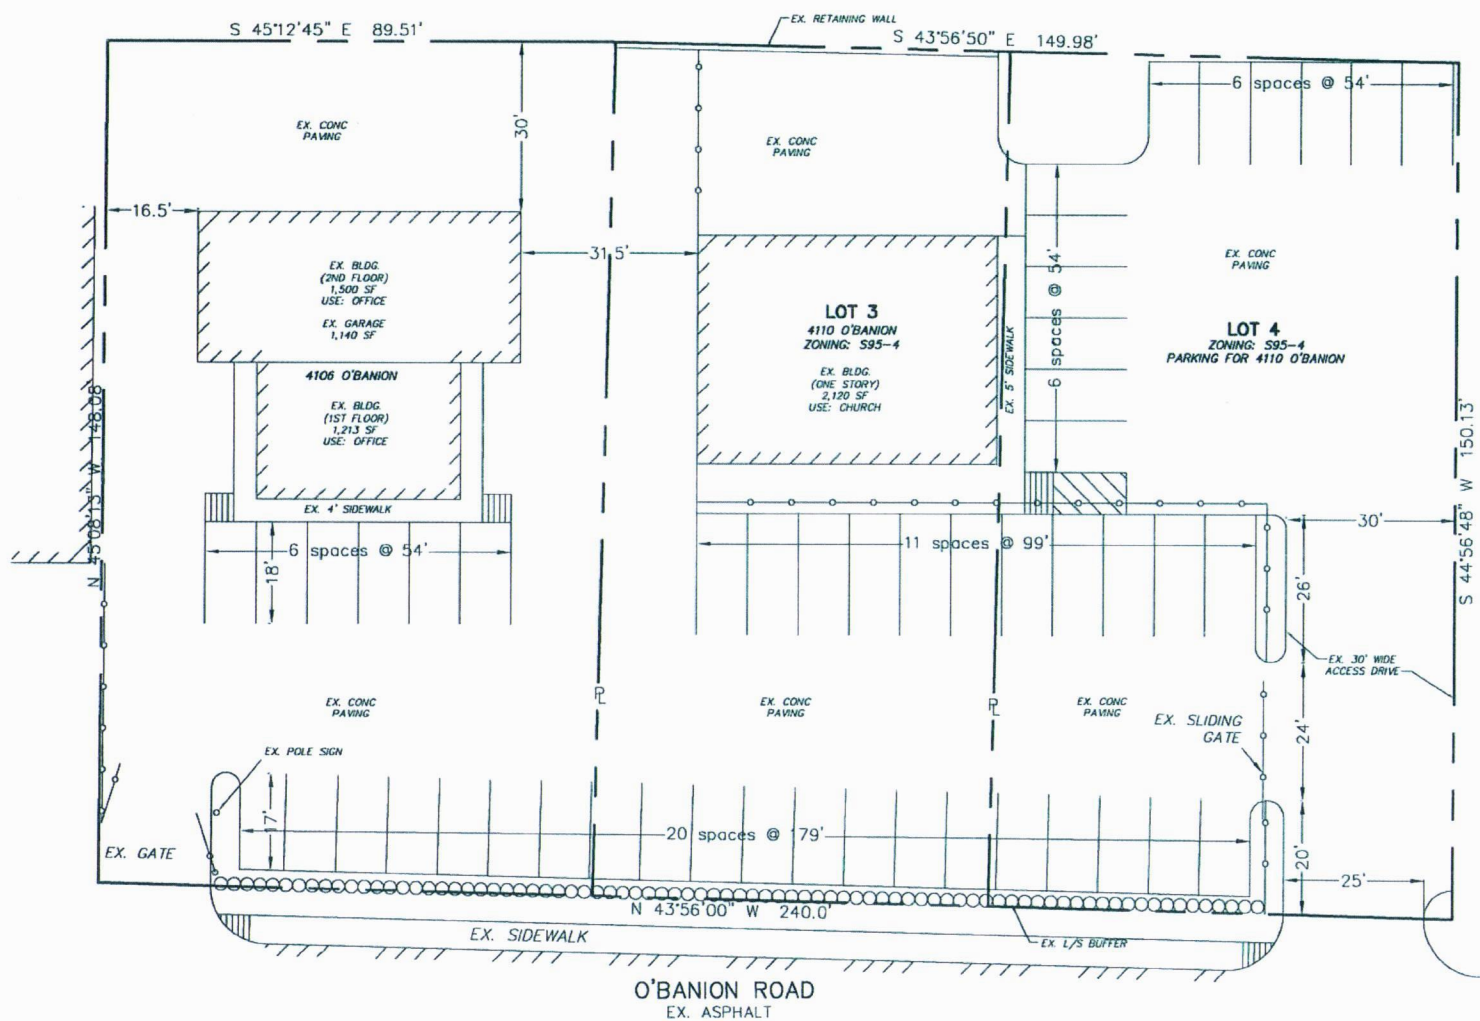 S 45°12'45" E 89.51'
EX. RETAINING WALL
S 43°56'50" E 149.98'
6 spaces @ 54'
EX. CONC
PAVING
30'
EX. CONC
PAVING
16.5'
31.5'
EX. BLDG.
(2ND FLOOR)
1,500 SF
USE: OFFICE
EX. GARAGE
1,140 SF
4106 O'BANION
EX. BLDG.
(1ST FLOOR)
1,213 SF
USE: OFFICE
EX. 4' SIDEWALK
LOT 3
4110 O'BANION
ZONING: S95-4
EX. BLDG.
(ONE STORY)
2,120 SF
USE: CHURCH
EX. 5' SIDEWALK
6 spaces @ 54'
EX. CONC
PAVING
LOT 4
ZONING: S95-4
PARKING FOR 4110 O'BANION
N 45°08'13" W 148.08'
S 44°56'48" W 150.13'
6 spaces @ 54'
18'
11 spaces @ 99'
30'
26'
EX. 30' WIDE
ACCESS DRIVE
EX. CONC
PAVING
PL
EX. CONC
PAVING
PL
EX. CONC
PAVING
EX. SLIDING
GATE
24'
EX. POLE SIGN
17'
20 spaces @ 179'
EX. GATE
20'
25'
N 43°56'00" W 240.0'
EX. SIDEWALK
EX. L/S BUFFER
O'BANION ROAD
EX. ASPHALT